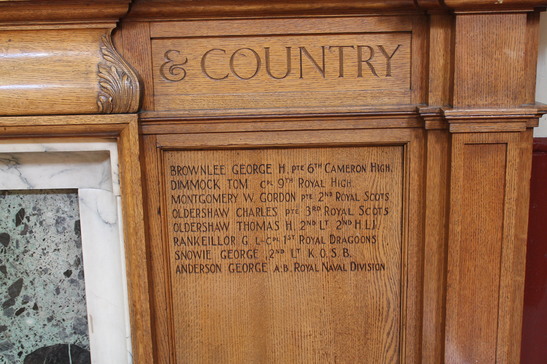 & COUNTRY
BROWNLEE GEORGE H. PTE 6TH CAMERON HIGH.
DIMMOCK TOM CPL 9TH ROYAL HIGH.
MONTGOMERY W. GORDON PTE 2ND ROYAL SCOTS
OLDERSHAW CHARLES PTE 3RD ROYAL SCOTS
OLDERSHAW THOMAS H. 2ND LT 2ND H.L.I.
RANKEILLOR G. L-CPL 1ST ROYAL DRAGOONS
SNOWIE GEORGE, 2ND LT K.O.S.B.
ANDERSON GEORGE A.B. ROYAL NAVAL DIVISION